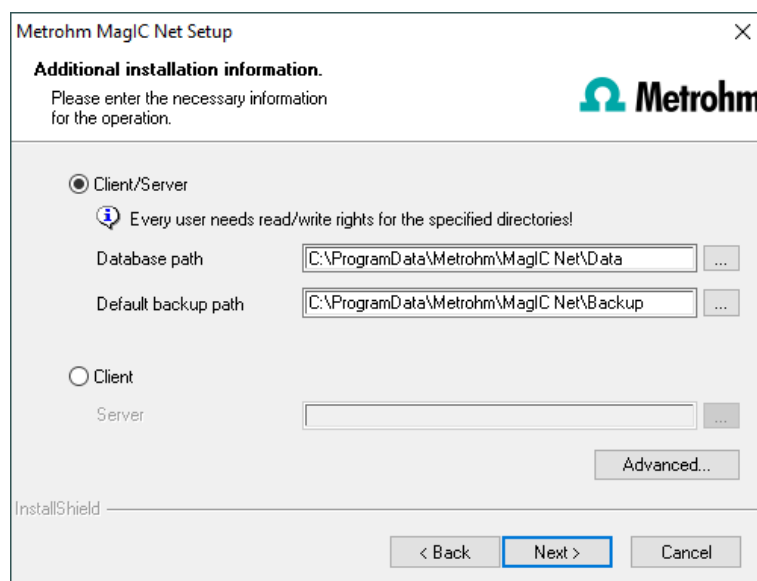 Metrohm MagIC Net Setup
Additional installation information.
Please enter the necessary information
for the operation.
Metrohm
Client/Server
Every user needs read/write rights for the specified directories!
Database path
C:\ProgramData\Metrohm\MagIC Net\Data
...
Default backup path
C:\ProgramData\Metrohm\MagIC Net\Backup
...
Client
Server
...
Advanced...
InstallShield
< Back
Next >
Cancel